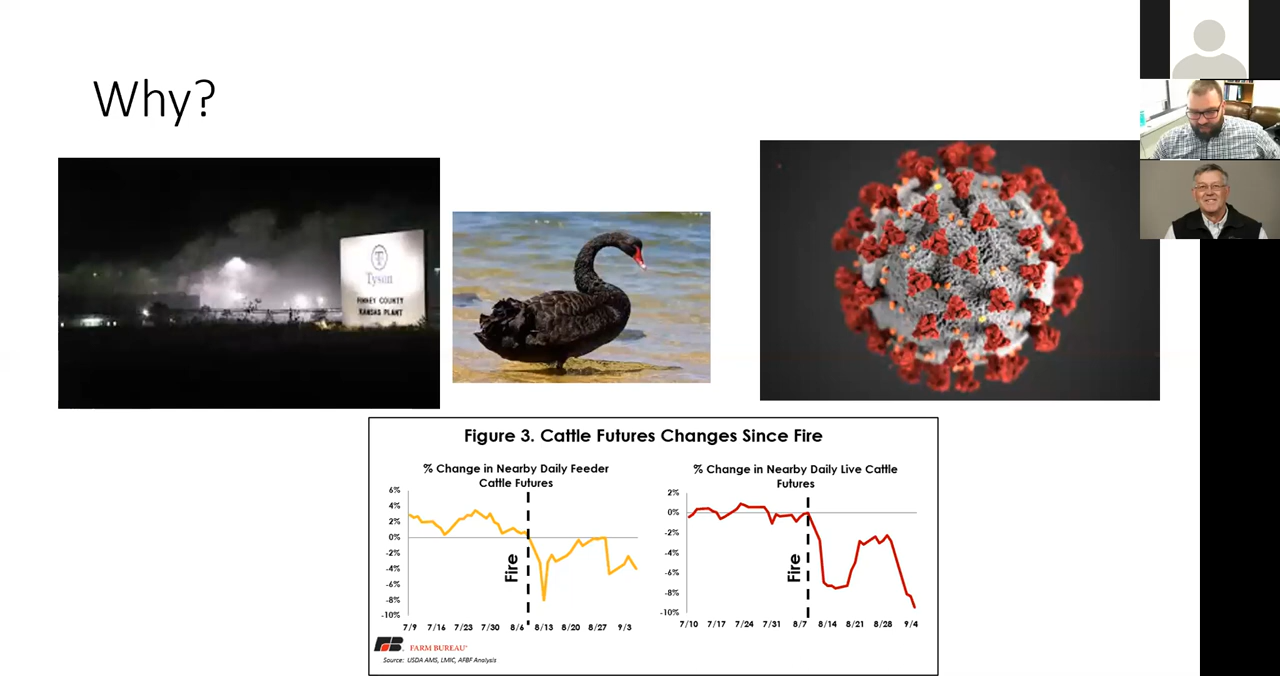 Why?
Tyson
FINNEY COUNTY
KANSAS PLANT
Figure 3. Cattle Futures Changes Since Fire
% Change in Nearby Daily Feeder
Cattle Futures
6%
4%
2%
0%
-2%
-4%
-6%
-8%
-10%
Fire
7/9 7/16 7/23 7/30 8/6 8/13 8/20 8/27 9/3
% Change in Nearby Daily Live Cattle
Futures
2%
0%
-2%
-4%
-6%
-8%
-10%
Fire
7/10 7/17 7/24 7/31 8/7 8/14 8/21 8/28 9/4
FB FARM BUREAU®
Source: USDA AMS, LMIC, AFBF Analysis